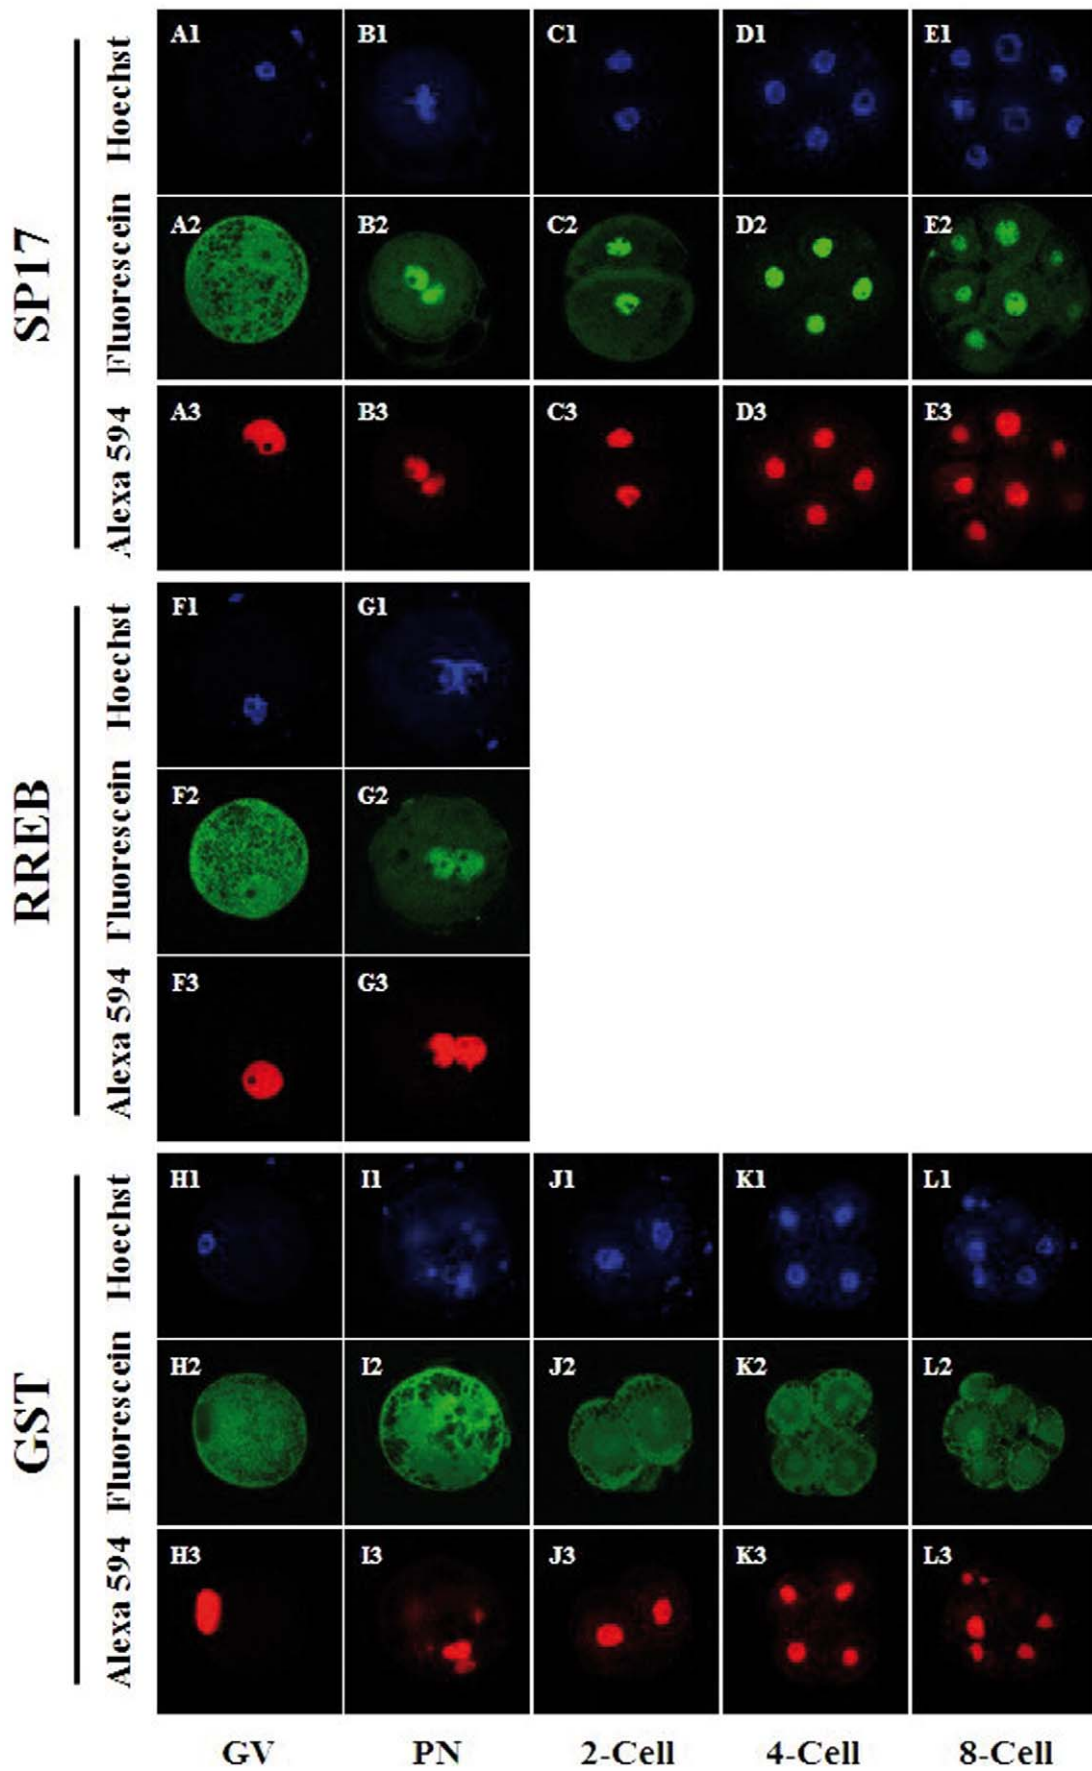 SP17
Hoechst
A1 B1 C1 D1 E1
Fluorescein
A2 B2 C2 D2 E2
Alexa 594
A3 B3 C3 D3 E3
RREB
Hoechst
F1 G1
Fluorescein
F2 G2
Alexa 594
F3 G3
GST
Hoechst
H1 I1 J1 K1 L1
Fluorescein
H2 I2 J2 K2 L2
Alexa 594
H3 I3 J3 K3 L3
GV PN 2-Cell 4-Cell 8-Cell